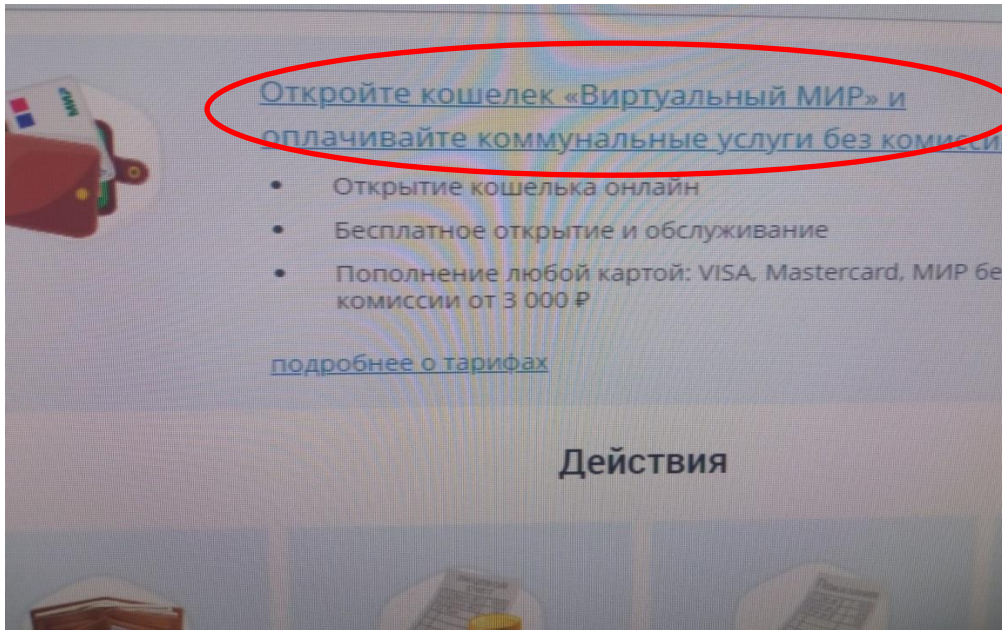 МИР
Откройте кошелек «Виртуальный МИР» и
оплачивайте коммунальные услуги без
• Открытие кошелька онлайн
• Бесплатное открытие и обслуживание
• Пополнение любой картой: VISA, Mastercard, МИР
комиссии от 3 000 ₽
подробнее о тарифах
Действия